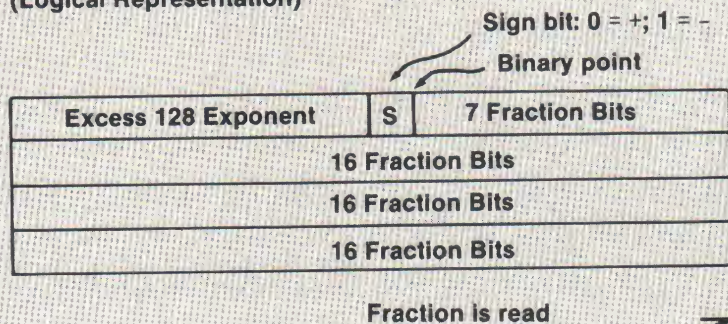 (Logical Representation)
Sign bit: 0 = +; 1 = -
Binary point
Excess 128 Exponent S 7 Fraction Bits
16 Fraction Bits
16 Fraction Bits
16 Fraction Bits
Fraction is read